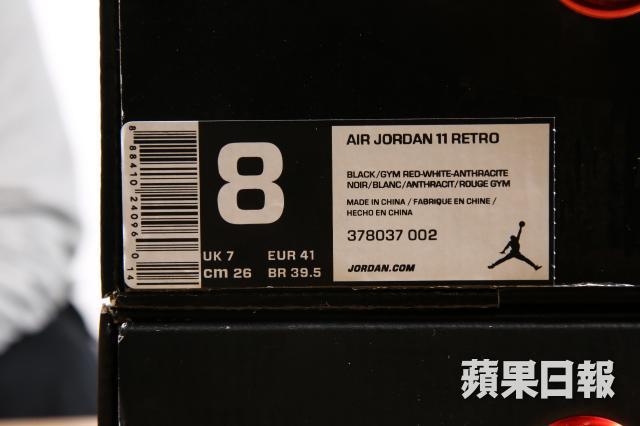 8 88410 24096 0 14
8
UK 7 EUR 41
cm 26 BR 39.5
AIR JORDAN 11 RETRO
BLACK/GYM RED-WHITE-ANTHRACITE
NOIR/BLANC/ANTHRACIT/ROUGE GYM
MADE IN CHINA / FABRIQUE EN CHINE /
HECHO EN CHINA
378037 002
JORDAN.COM
蘋果日報